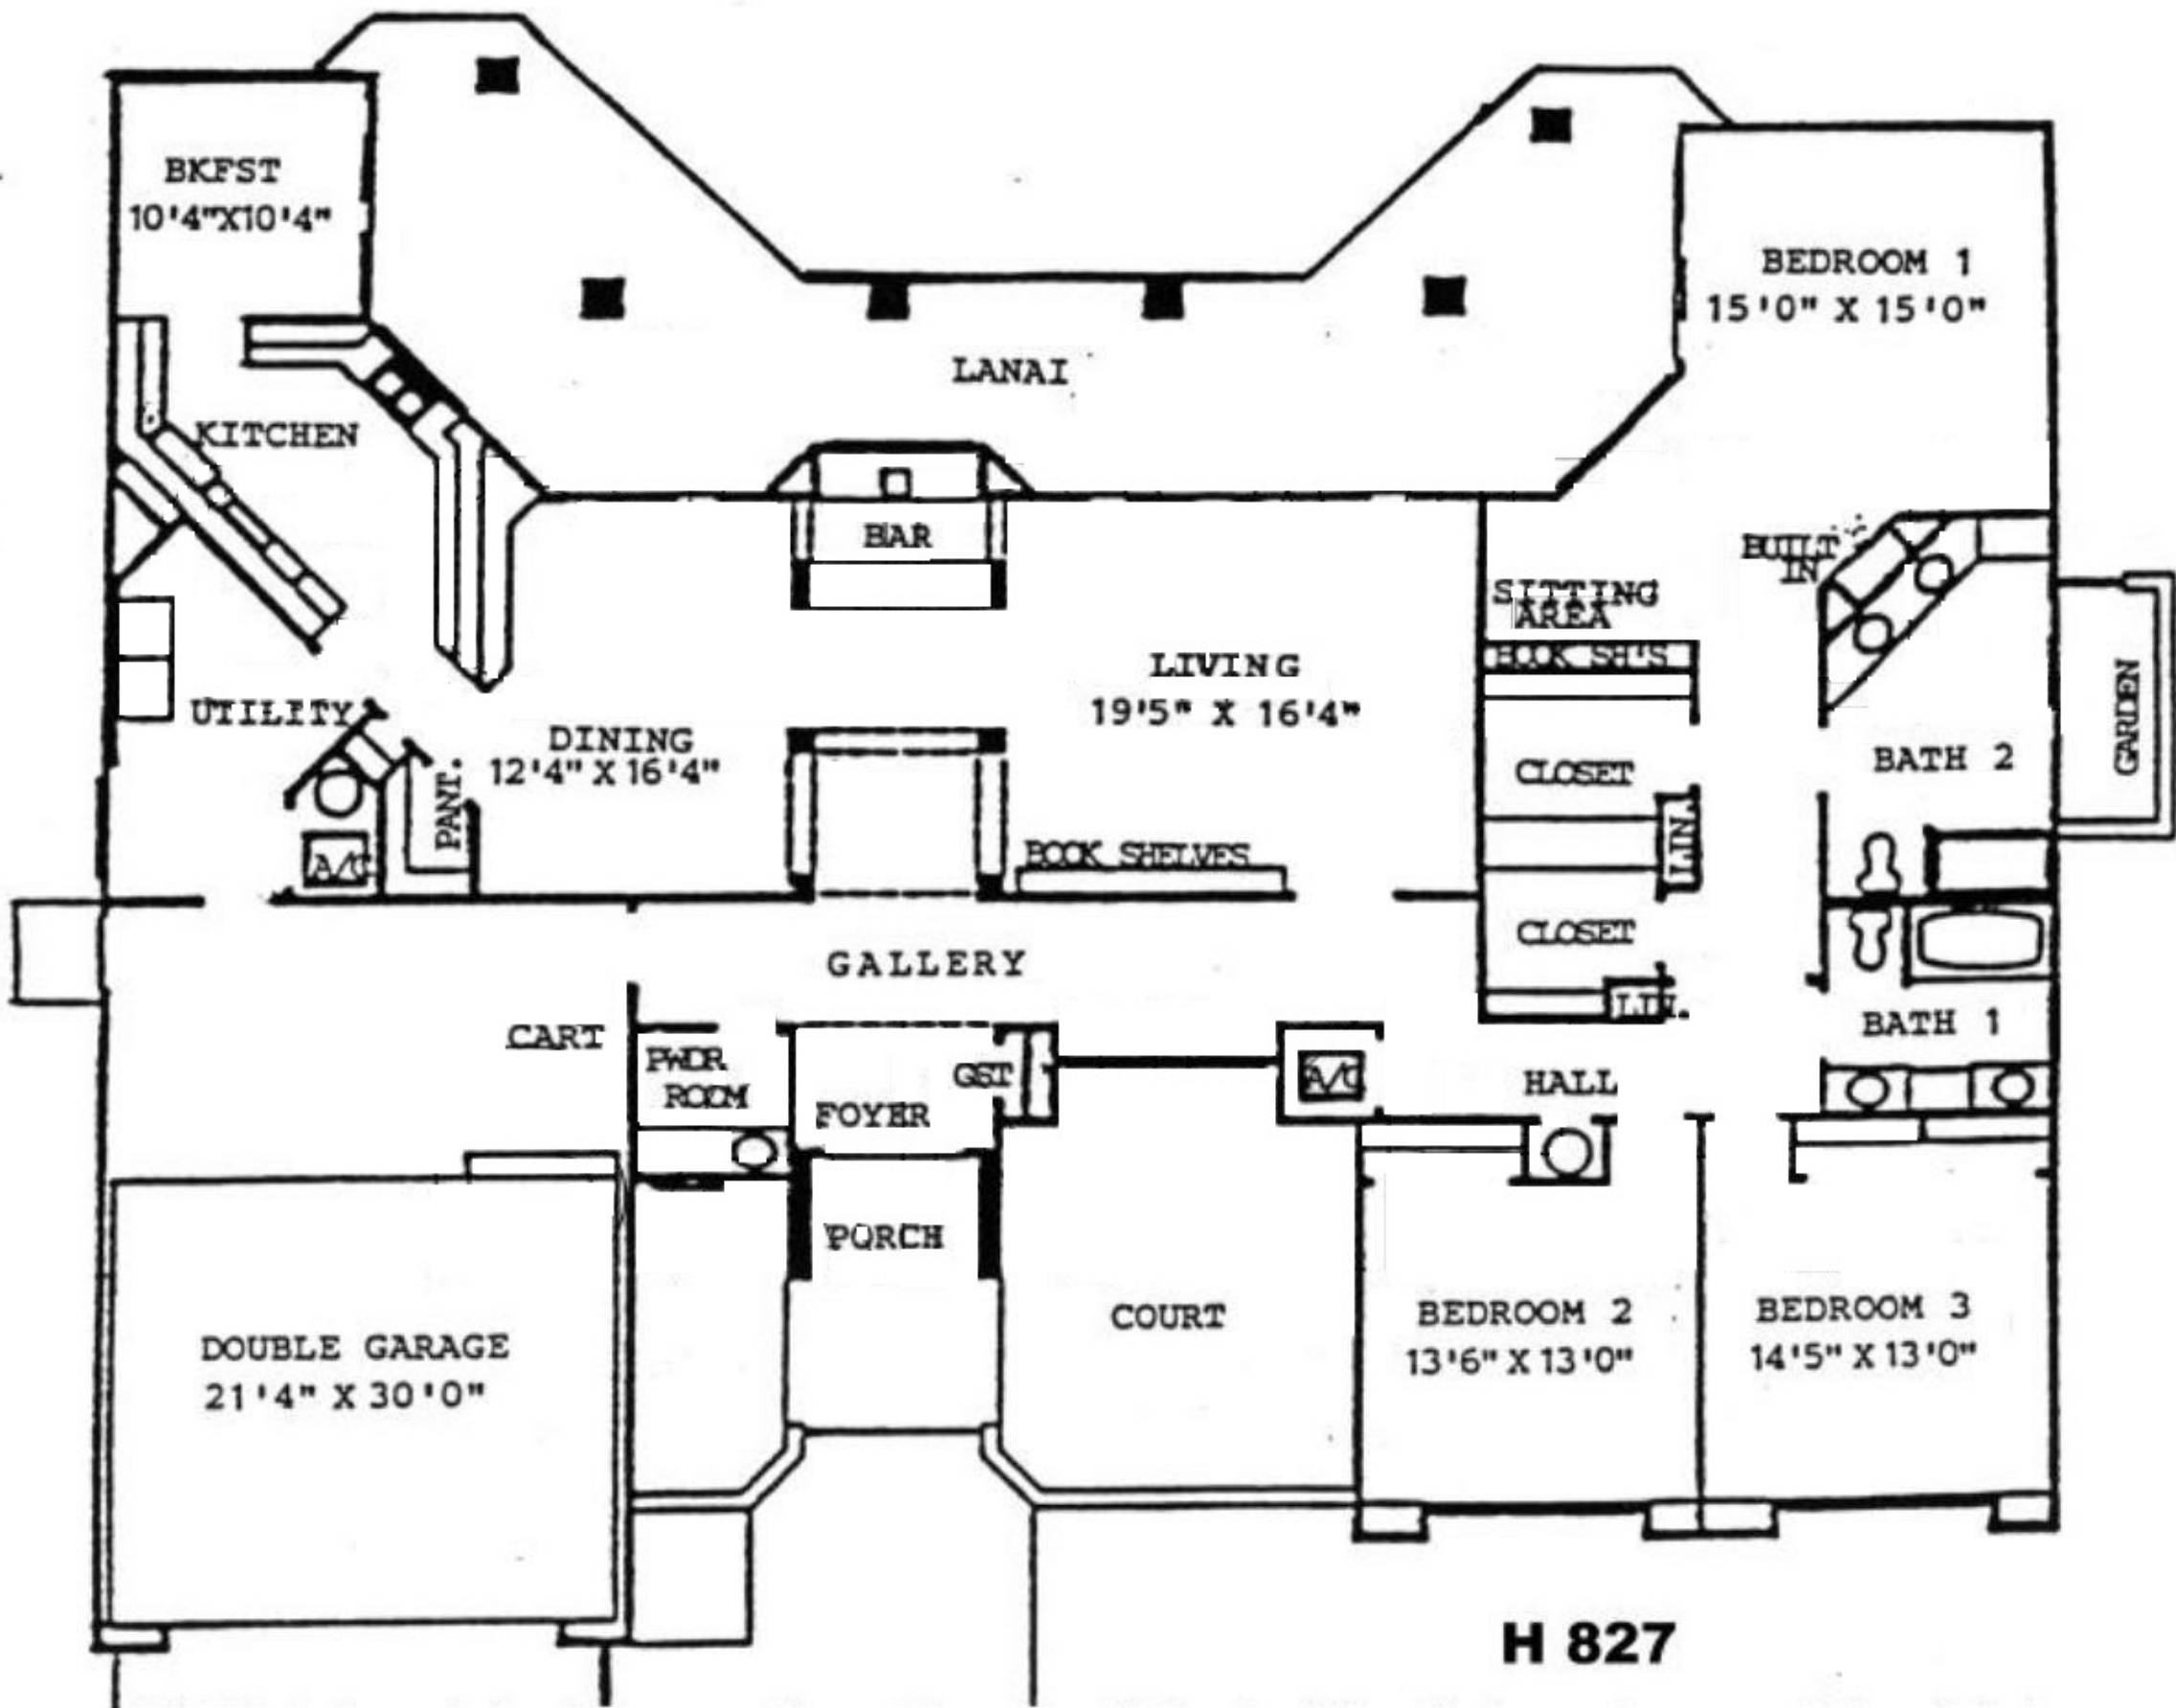 BKFST
10'4"X10'4"
BEDROOM 1
15'0" X 15'0"
LANAI
KITCHEN
BAR
BUILT
IN
SITTING
AREA
BOOK SH'S
LIVING
19'5" X 16'4"
UTILITY
DINING
12'4" X 16'4"
PANT.
GARDEN
BATH 2
CLOSET
LIN.
A/C
BOOK SHELVES
CLOSET
GALLERY
LIN.
BATH 1
CART
PWDR
ROOM
GST
A/C
HALL
FOYER
PORCH
COURT
BEDROOM 2
13'6" X 13'0"
BEDROOM 3
14'5" X 13'0"
DOUBLE GARAGE
21'4" X 30'0"
H 827